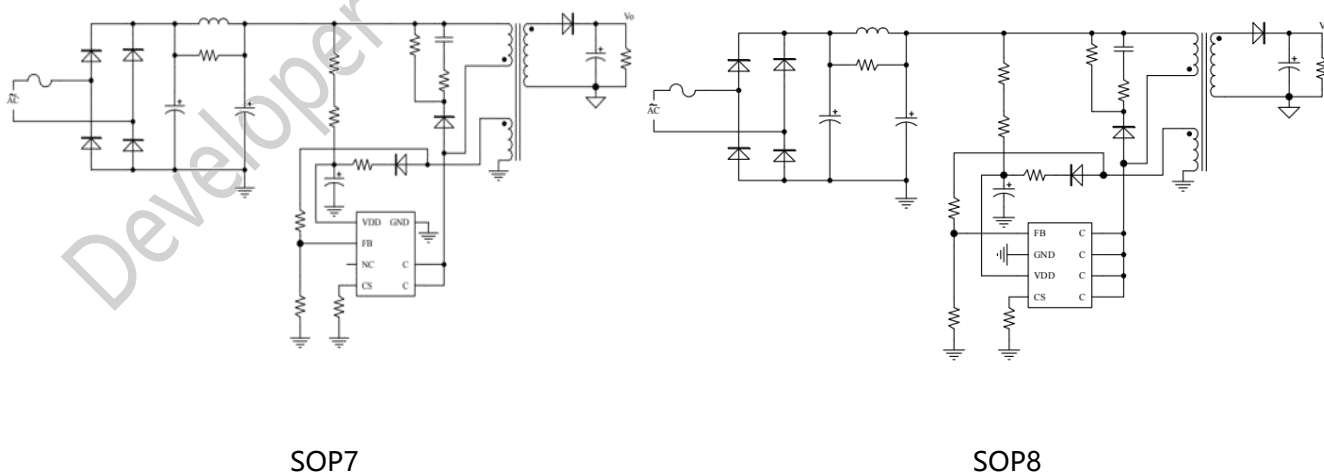 Developer
Vo
AC
VDD GND
FB
NC C
CS C
V
AC
FB C
GND C
VDD C
CS C
SOP7
SOP8